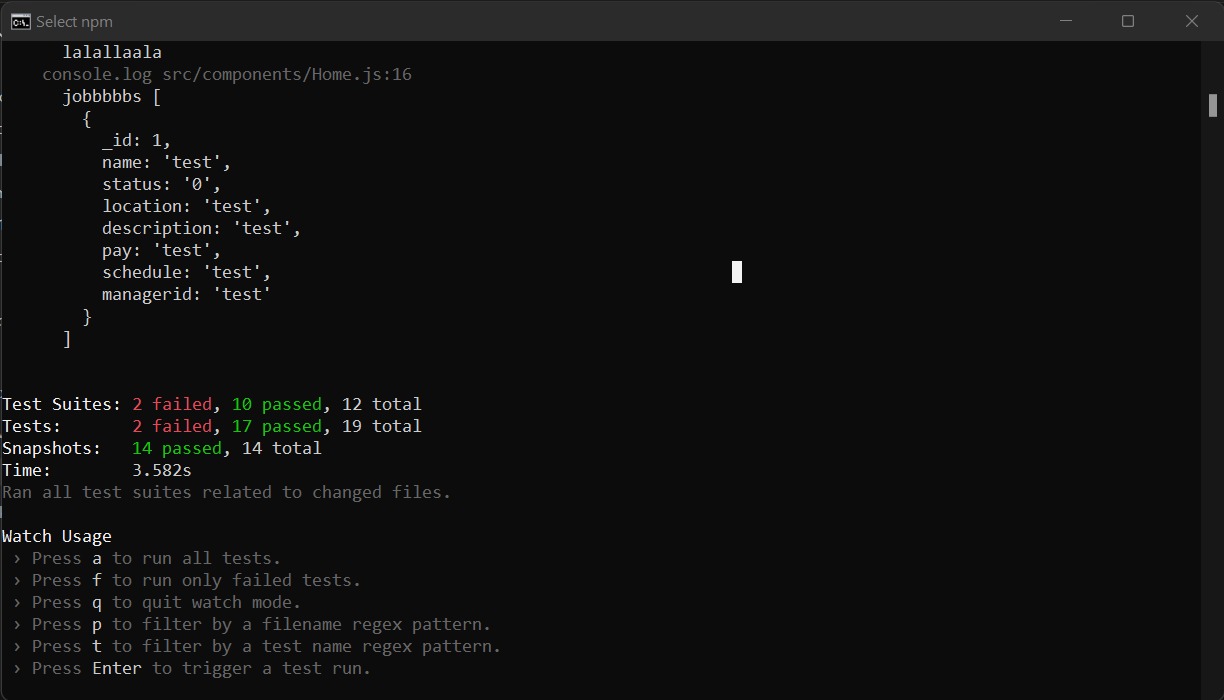 Select npm
lalallaala
console.log src/components/Home.js:16
jobbbbbs [
{
_id: 1,
name: 'test',
status: '0',
location: 'test',
description: 'test',
pay: 'test',
schedule: 'test',
managerid: 'test'
}
]
Test Suites: 2 failed, 10 passed, 12 total
Tests: 2 failed, 17 passed, 19 total
Snapshots: 14 passed, 14 total
Time: 3.582s
Ran all test suites related to changed files.
Watch Usage
› Press a to run all tests.
› Press f to run only failed tests.
› Press q to quit watch mode.
› Press p to filter by a filename regex pattern.
› Press t to filter by a test name regex pattern.
› Press Enter to trigger a test run.